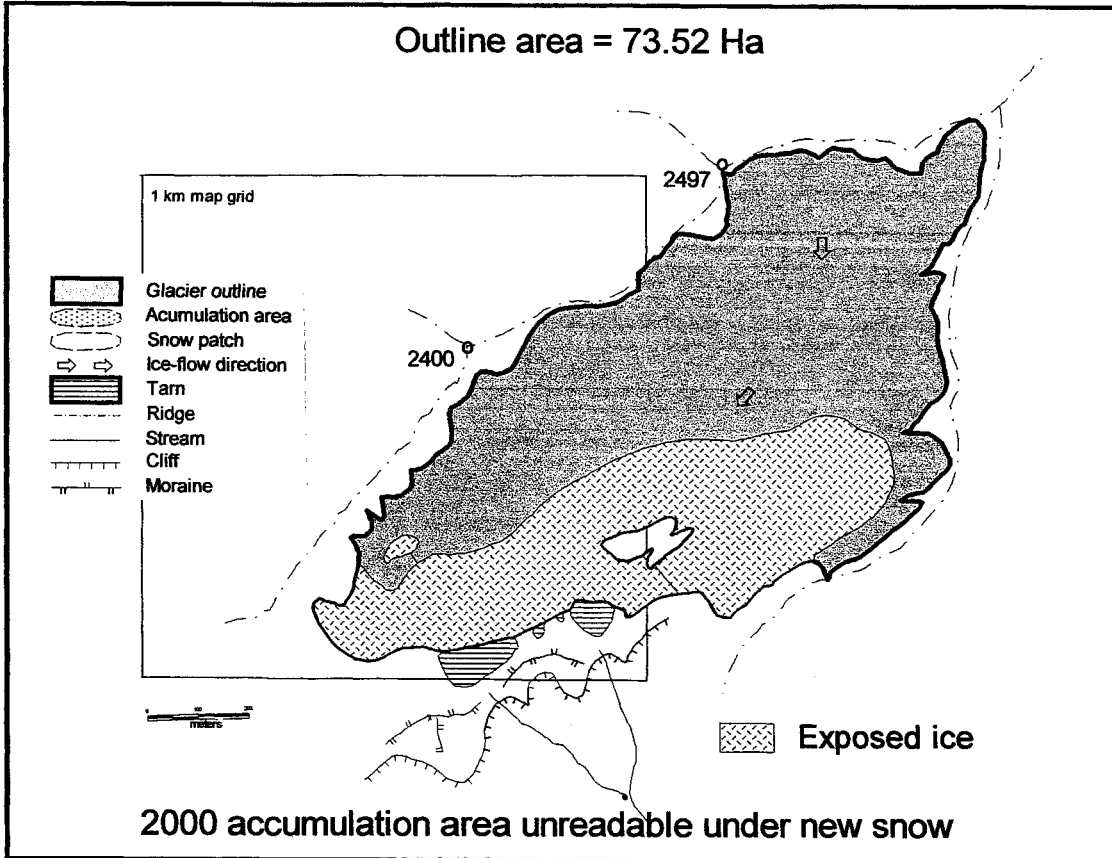 Outline area = 73.52 Ha
2497
1 km map grid
Glacier outline
Acumulation area
Snow patch
2400
Ice-flow direction
Tarn
Ridge
Stream
Cliff
Moraine
meters
Exposed ice
2000 accumulation area unreadable under new snow